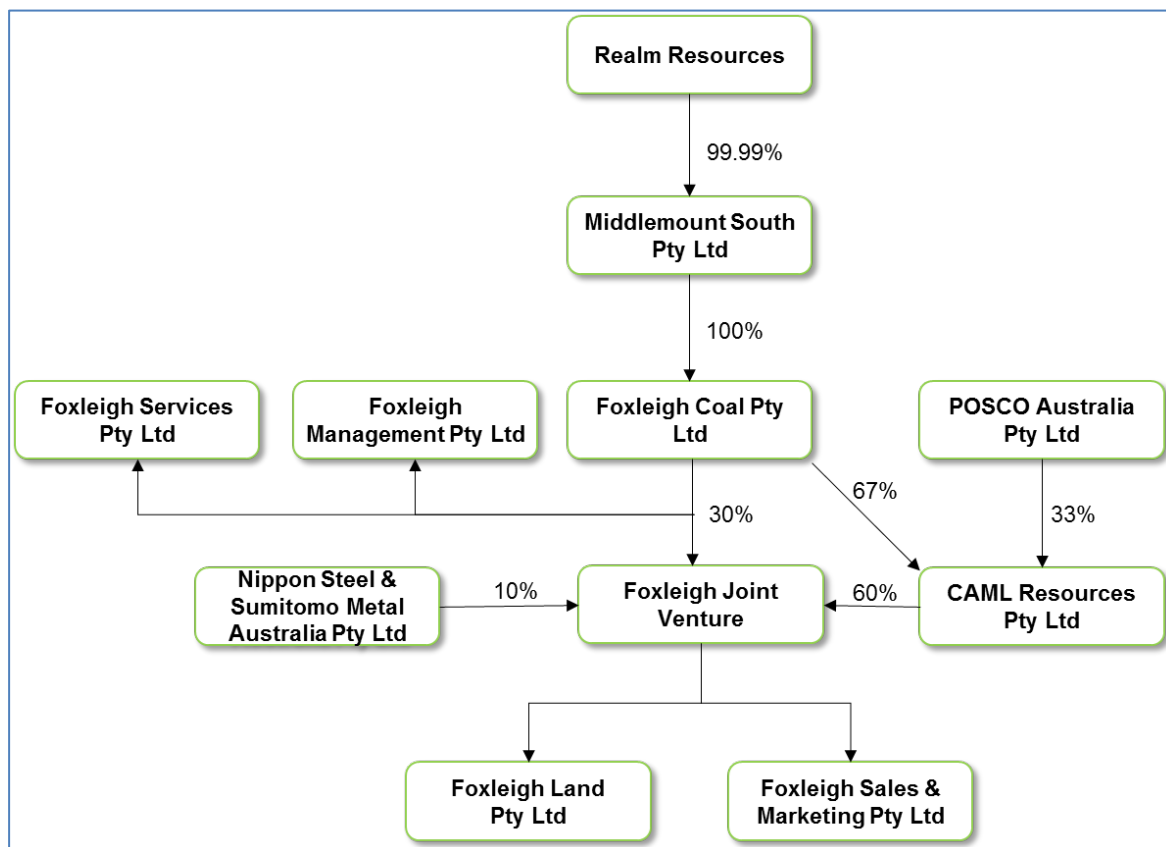 Realm Resources
99.99%
Middlemount South
Pty Ltd
100%
Foxleigh Services
Pty Ltd
Foxleigh
Management Pty Ltd
Foxleigh Coal Pty
Ltd
POSCO Australia
Pty Ltd
67%
30%
33%
Nippon Steel &
Sumitomo Metal
Australia Pty Ltd
10%
Foxleigh Joint
Venture
60%
CAML Resources
Pty Ltd
Foxleigh Land
Pty Ltd
Foxleigh Sales &
Marketing Pty Ltd